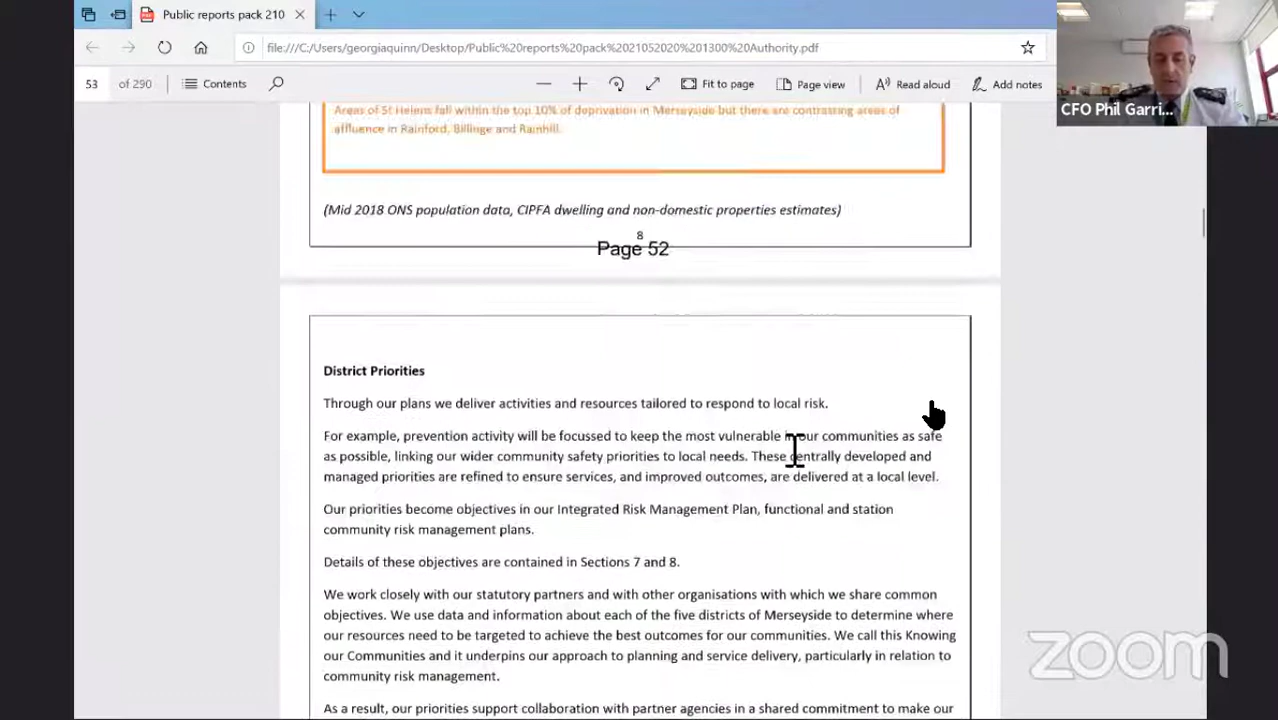 Public reports pack 210
file:///C:/Users/georgiaquinn/Desktop/Public%20reports%20pack%2021052020%201300%20Authority.pdf
53 of 290 Contents Fit to page Page view Read aloud Add notes
CFO Phil Garri...
Areas of St Helens fall within the top 10% of deprivation in Merseyside but there are contrasting areas of
affluence in Rainford, Billinge and Rainhill.
(Mid 2018 ONS population data, CIPFA dwelling and non-domestic properties estimates)
8
Page 52
District Priorities
Through our plans we deliver activities and resources tailored to respond to local risk.
For example, prevention activity will be focussed to keep the most vulnerable in our communities as safe
as possible, linking our wider community safety priorities to local needs. These centrally developed and
managed priorities are refined to ensure services, and improved outcomes, are delivered at a local level.
Our priorities become objectives in our Integrated Risk Management Plan, functional and station
community risk management plans.
Details of these objectives are contained in Sections 7 and 8.
We work closely with our statutory partners and with other organisations with which we share common
objectives. We use data and information about each of the five districts of Merseyside to determine where
our resources need to be targeted to achieve the best outcomes for our communities. We call this Knowing
our Communities and it underpins our approach to planning and service delivery, particularly in relation to
community risk management.
As a result, our priorities support collaboration with partner agencies in a shared commitment to make our
zoom